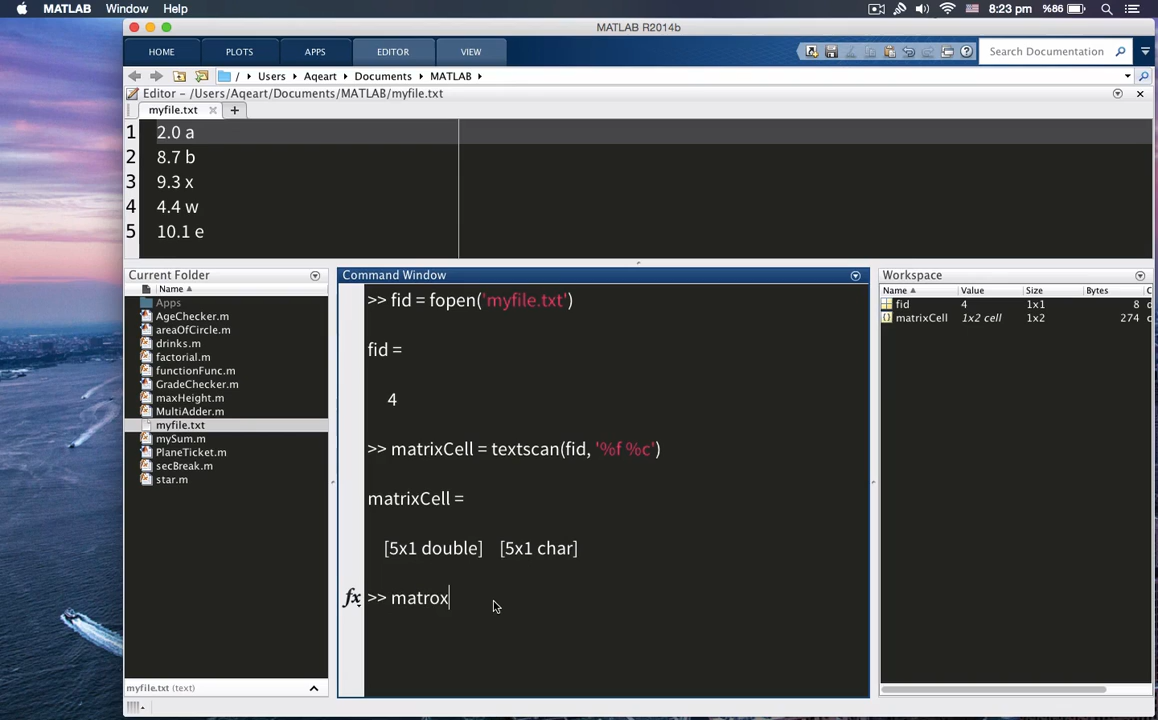 MATLAB Window Help 8:23 pm %86
MATLAB R2014b
HOME PLOTS APPS EDITOR VIEW Search Documentation
/ Users Aqeart Documents MATLAB
Editor - /Users/Aqeart/Documents/MATLAB/myfile.txt
myfile.txt
1 2.0 a
2 8.7 b
3 9.3 x
4 4.4 w
5 10.1 e
Current Folder
Name
Apps
AgeChecker.m
areaOfCircle.m
drinks.m
factorial.m
functionFunc.m
GradeChecker.m
maxHeight.m
MultiAdder.m
myfile.txt
mySum.m
PlaneTicket.m
secBreak.m
star.m
myfile.txt (text)
Command Window
>> fid = fopen('myfile.txt')
fid =
4
>> matrixCell = textscan(fid, '%f %c')
matrixCell =
[5x1 double] [5x1 char]
fx >> matrox
Workspace
Name Value Size Bytes C
fid 4 1x1 8
matrixCell 1x2 cell 1x2 274 c